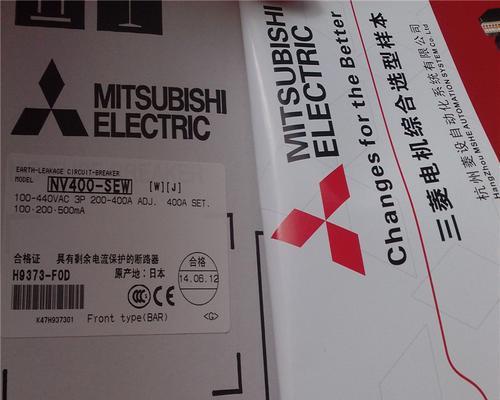 MITSUBISHI
ELECTRIC
EARTH-LEAKAGE CIRCUIT-BREAKER
MODEL NV400-SEW [W][J]
100-440VAC 3P 200-400A ADJ. 400A SET.
100·200·500mA
合格证 具有剩余电流保护的断路器
H9373-F0D 原产地:日本
合格
14.06.12
CCC CE
K47H937301 Front type(BAR) <G>
MITSUBISHI
ELECTRIC
Changes for the Better
三菱电机综合选型样本
杭州菱设自动化系统有限公司
Hangzhou MSHE AUTOMATION SYSTEM Co Ltd